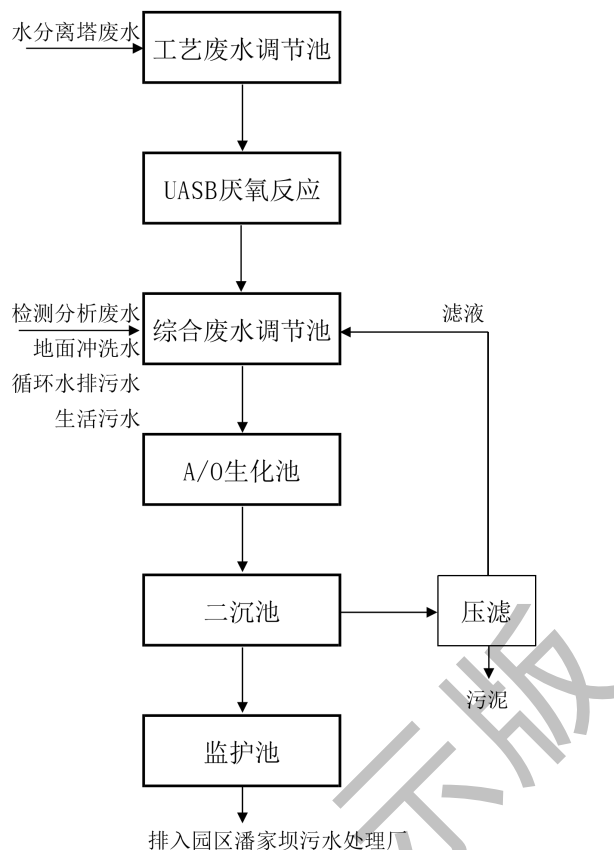 水分离塔废水
工艺废水调节池
UASB厌氧反应
检测分析废水
地面冲洗水
循环水排污水
生活污水
综合废水调节池
滤液
A/O生化池
二沉池
压滤
污泥
监护池
排入园区潘家坝污水处理厂
示版